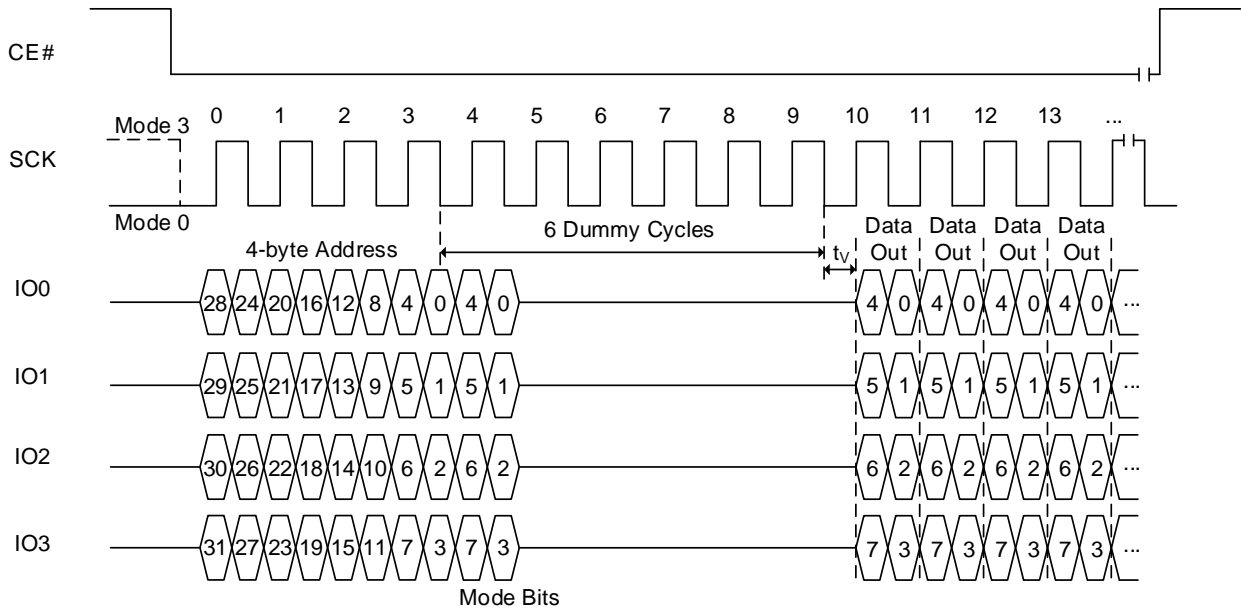 CE#
0 1 2 3 4 5 6 7 8 9 10 11 12 13 ...
Mode 3
SCK
Mode 0
6 Dummy Cycles
4-byte Address
tV
Data Out Data Out Data Out Data Out
IO0 28 24 20 16 12 8 4 0 4 0 4 0 4 0 4 0 4 0 ...
IO1 29 25 21 17 13 9 5 1 5 1 5 1 5 1 5 1 5 1 ...
IO2 30 26 22 18 14 10 6 2 6 2 6 2 6 2 6 2 6 2 ...
IO3 31 27 23 19 15 11 7 3 7 3 7 3 7 3 7 3 7 3 ...
Mode Bits